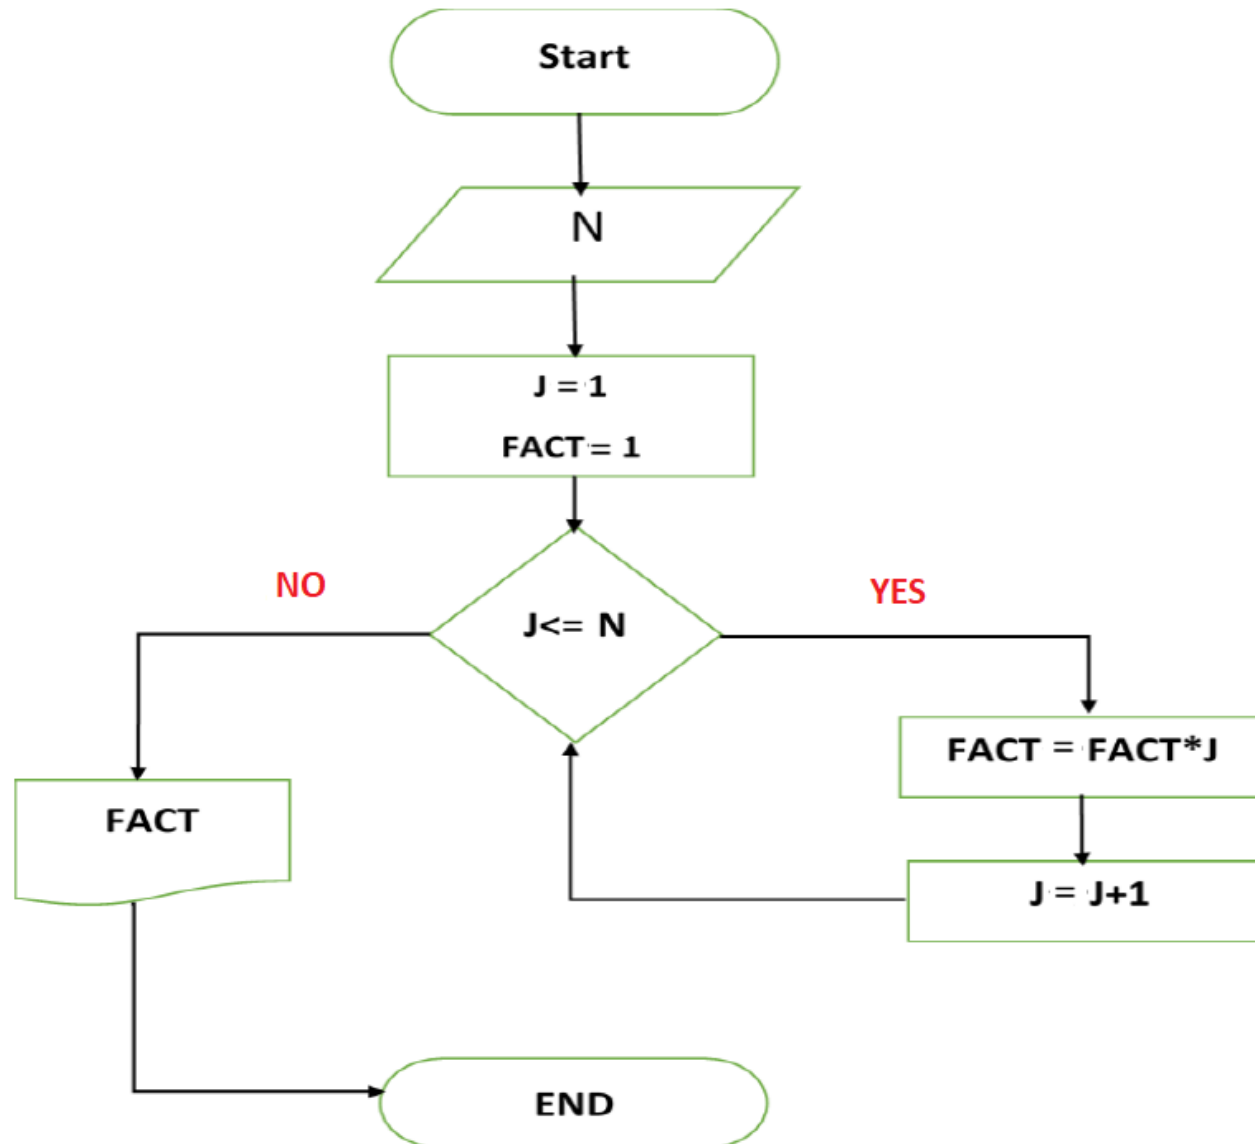 Start
N
J = 1
FACT = 1
NO
YES
J<= N
FACT = FACT*J
FACT
J = J+1
END